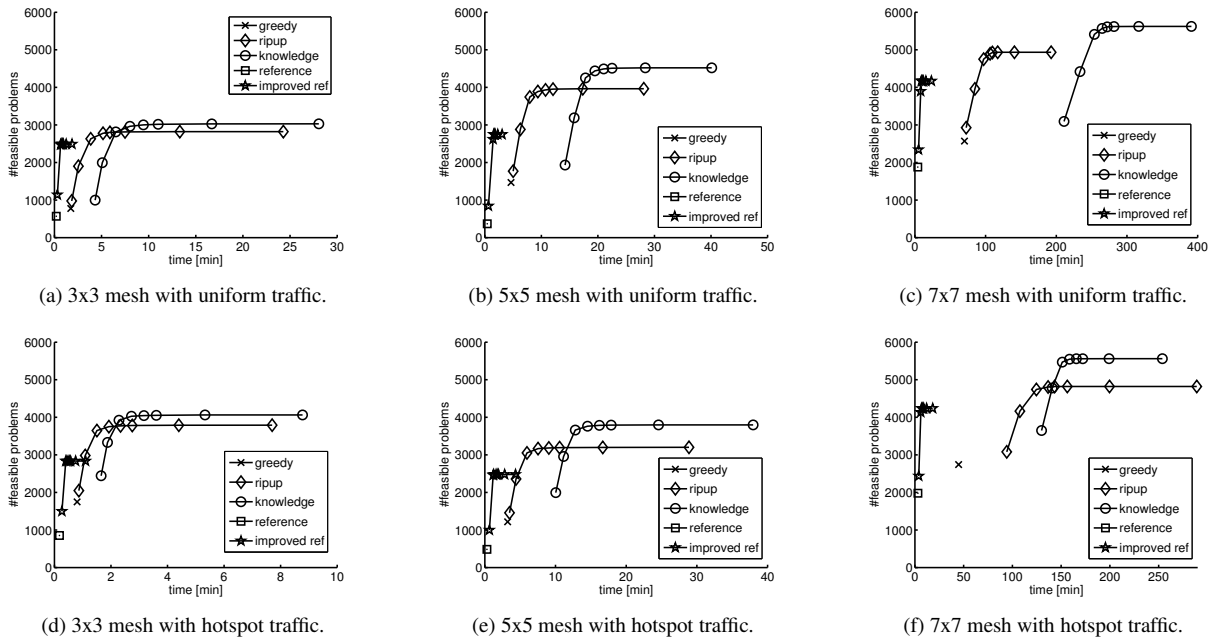 6000
5000
4000
3000
2000
1000
0
#feasible problems
0 5 10 15 20 25 30
time [min]
greedy
ripup
knowledge
reference
improved ref
(a) 3x3 mesh with uniform traffic.
6000
5000
4000
3000
2000
1000
0
#feasible problems
0 10 20 30 40 50
time [min]
greedy
ripup
knowledge
reference
improved ref
(b) 5x5 mesh with uniform traffic.
6000
5000
4000
3000
2000
1000
0
#feasible problems
0 100 200 300 400
time [min]
greedy
ripup
knowledge
reference
improved ref
(c) 7x7 mesh with uniform traffic.
6000
5000
4000
3000
2000
1000
0
#feasible problems
0 2 4 6 8 10
time [min]
greedy
ripup
knowledge
reference
improved ref
(d) 3x3 mesh with hotspot traffic.
6000
5000
4000
3000
2000
1000
0
#feasible problems
0 10 20 30 40
time [min]
greedy
ripup
knowledge
reference
improved ref
(e) 5x5 mesh with hotspot traffic.
6000
5000
4000
3000
2000
1000
0
#feasible problems
0 50 100 150 200 250
time [min]
greedy
ripup
knowledge
reference
improved ref
(f) 7x7 mesh with hotspot traffic.